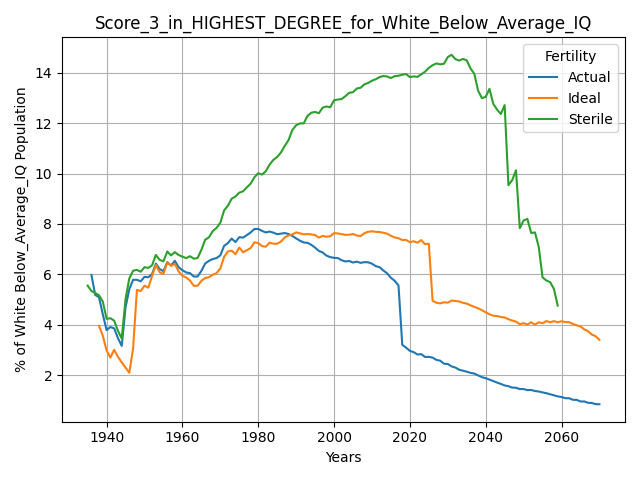 Score_3_in_HIGHEST_DEGREE_for_White_Below_Average_IQ
% of White Below_Average_IQ Population
14
12
10
8
6
4
2
Fertility
Actual
Ideal
Sterile
1940 1960 1980 2000 2020 2040 2060
Years